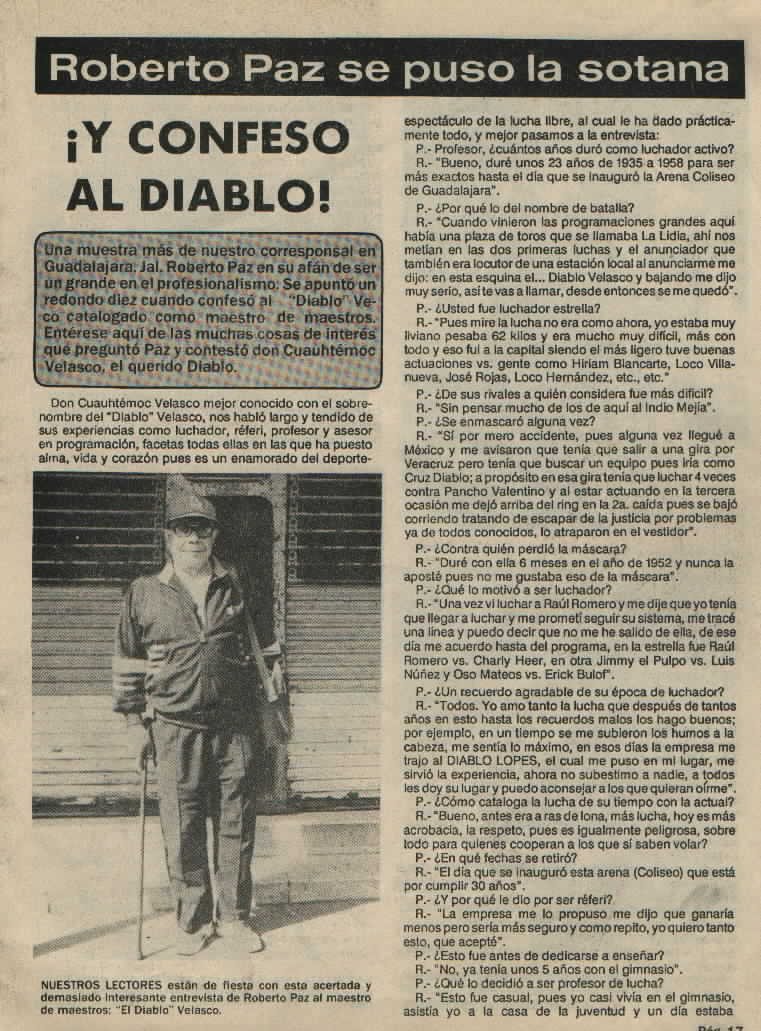 Roberto Paz se puso la sotana
¡Y CONFESO
AL DIABLO!
Una muestra más de nuestro corresponsal en
Guadalajara. Jal. Roberto Paz en su afán de ser
un grande en el profesionalismo: Se apuntó un
redondo diez cuando confesó al "Diablo" Ve-
co catalogado como maestro de maestros.
Entérese aquí de las muchas cosas de interés
que preguntó Paz y contestó don Cuauhtémoc
Velasco, el querido Diablo.
Don Cuauhtémoc Velasco mejor conocido con el sobre-
nombre del "Diablo" Velasco, nos habló largo y tendido de
sus experiencias como luchador, réferi, profesor y asesor
en programación, facetas todas ellas en las que ha puesto
alma, vida y corazón pues es un enamorado del deporte-
NUESTROS LECTORES están de fiesta con esta acertada y
demasiado interesante entrevista de Roberto Paz al maestro
de maestros: "El Diablo" Velasco.
espectáculo de la lucha libre, al cual le ha dado práctica-
mente todo, y mejor pasamos a la entrevista:
P.- Profesor, ¿cuántos años duró como luchador activo?
R.- "Bueno, duré unos 23 años de 1935 a 1958 para ser
más exactos hasta el día que se inauguró la Arena Coliseo
de Guadalajara".
P.- ¿Por qué lo del nombre de batalla?
R.- "Cuando vinieron las programaciones grandes aquí
había una plaza de toros que se llamaba La Lidia, ahí nos
metían en las dos primeras luchas y el anunciador que
también era locutor de una estación local al anunciarme me
dijo: en esta esquina el... Diablo Velasco y bajando me dijo
muy serio, así te vas a llamar, desde entonces se me quedó".
P.- ¿Usted fue luchador estrella?
R.- "Pues mire la lucha no era como ahora, yo estaba muy
liviano pesaba 62 kilos y era mucho muy difícil, más con
todo y eso fui a la capital siendo el más ligero tuve buenas
actuaciones vs. gente como Hiriam Blancarte, Loco Villa-
nueva, José Rojas, Loco Hernández, etc., etc."
P.- ¿De sus rivales a quién considera fue más difícil?
R.- "Sin pensar mucho de los de aquí al Indio Mejía".
P.- ¿Se enmascaró alguna vez?
R.- "Sí por mero accidente, pues alguna vez llegué a
México y me avisaron que tenía que salir a una gira por
Veracruz pero tenía que buscar un equipo pues iría como
Cruz Diablo; a propósito en esa gira tenía que luchar 4 veces
contra Pancho Valentino y al estar actuando en la tercera
ocasión me dejó arriba del ring en la 2a. caída pues se bajó
corriendo tratando de escapar de la justicia por problemas
ya de todos conocidos, lo atraparon en el vestidor".
P.- ¿Contra quién perdió la máscara?
R.- "Duré con ella 6 meses en el año de 1952 y nunca la
aposté pues no me gustaba eso de la máscara".
P.- ¿Qué lo motivó a ser luchador?
R.- "Una vez vi luchar a Raúl Romero y me dije que yo tenía
que llegar a luchar y me prometí seguir su sistema, me tracé
una línea y puedo decir que no me he salido de ella, de ese
día me acuerdo hasta del programa, en la estrella fue Raúl
Romero vs. Charly Heer, en otra Jimmy el Pulpo vs. Luis
Núñez y Oso Mateos vs. Erick Bulof".
P.- ¿Un recuerdo agradable de su época de luchador?
R.- "Todos. Yo amo tanto la lucha que después de tantos
años en esto hasta los recuerdos malos los hago buenos;
por ejemplo, en un tiempo se me subieron los humos a la
cabeza, me sentía lo máximo, en esos días la empresa me
trajo al DIABLO LOPES, el cual me puso en mi lugar, me
sirvió la experiencia, ahora no subestimo a nadie, a todos
les doy su lugar y puedo aconsejar a los que quieran oírme".
P.- ¿Cómo cataloga la lucha de su tiempo con la actual?
R.- "Bueno, antes era a ras de lona, más lucha, hoy es más
acrobacia, la respeto, pues es igualmente peligrosa, sobre
todo para quienes cooperan a los que sí saben volar?
P.- ¿En qué fechas se retiró?
R.- "El día que se inauguró esta arena (Coliseo) que está
por cumplir 30 años".
P.- ¿Y por qué le dio por ser réferi?
R.- "La empresa me lo propuso me dijo que ganaría
menos pero sería más seguro y como repito, yo quiero tanto
esto, que acepté".
P.- ¿Esto fue antes de dedicarse a enseñar?
R.- "No, ya tenía unos 5 años con el gimnasio".
P.- ¿Qué lo decidió a ser profesor de lucha?
R.- "Esto fue casual, pues yo casi vivía en el gimnasio,
asistía yo a la casa de la juventud y un día estaba
Pág. 17